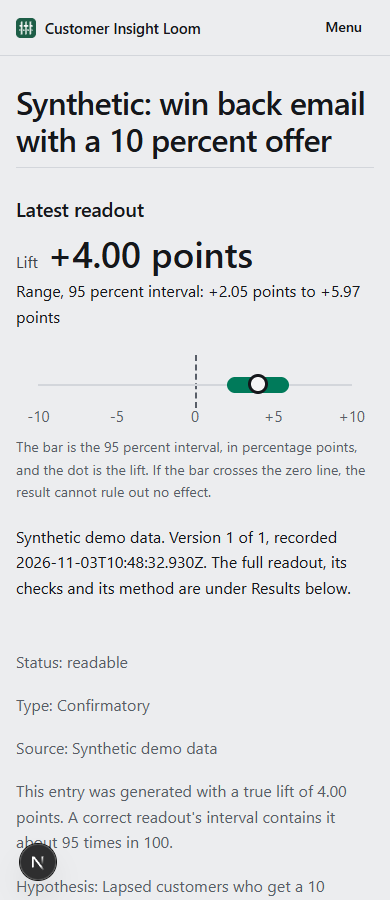 Customer Insight Loom
Menu
Synthetic: win back email
with a 10 percent offer
Latest readout
Lift +4.00 points
Range, 95 percent interval: +2.05 points to +5.97
points
-10 -5 0 +5 +10
The bar is the 95 percent interval, in percentage points,
and the dot is the lift. If the bar crosses the zero line, the
result cannot rule out no effect.
Synthetic demo data. Version 1 of 1, recorded
2026-11-03T10:48:32.930Z. The full readout, its
checks and its method are under Results below.
Status: readable
Type: Confirmatory
Source: Synthetic demo data
This entry was generated with a true lift of 4.00
points. A correct readout's interval contains it
about 95 times in 100.
N
Hypothesis: Lapsed customers who get a 10